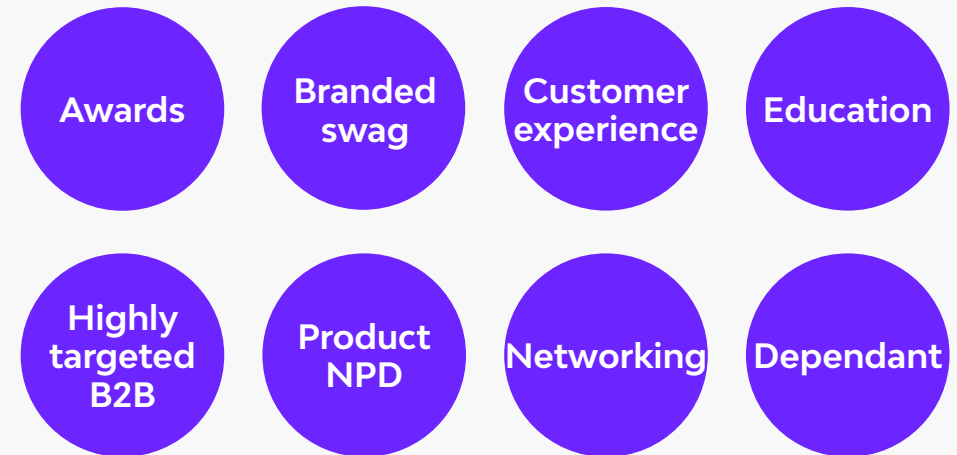 Awards
Branded
swag
Customer
experience
Education
Highly
targeted
B2B
Product
NPD
Networking
Dependant